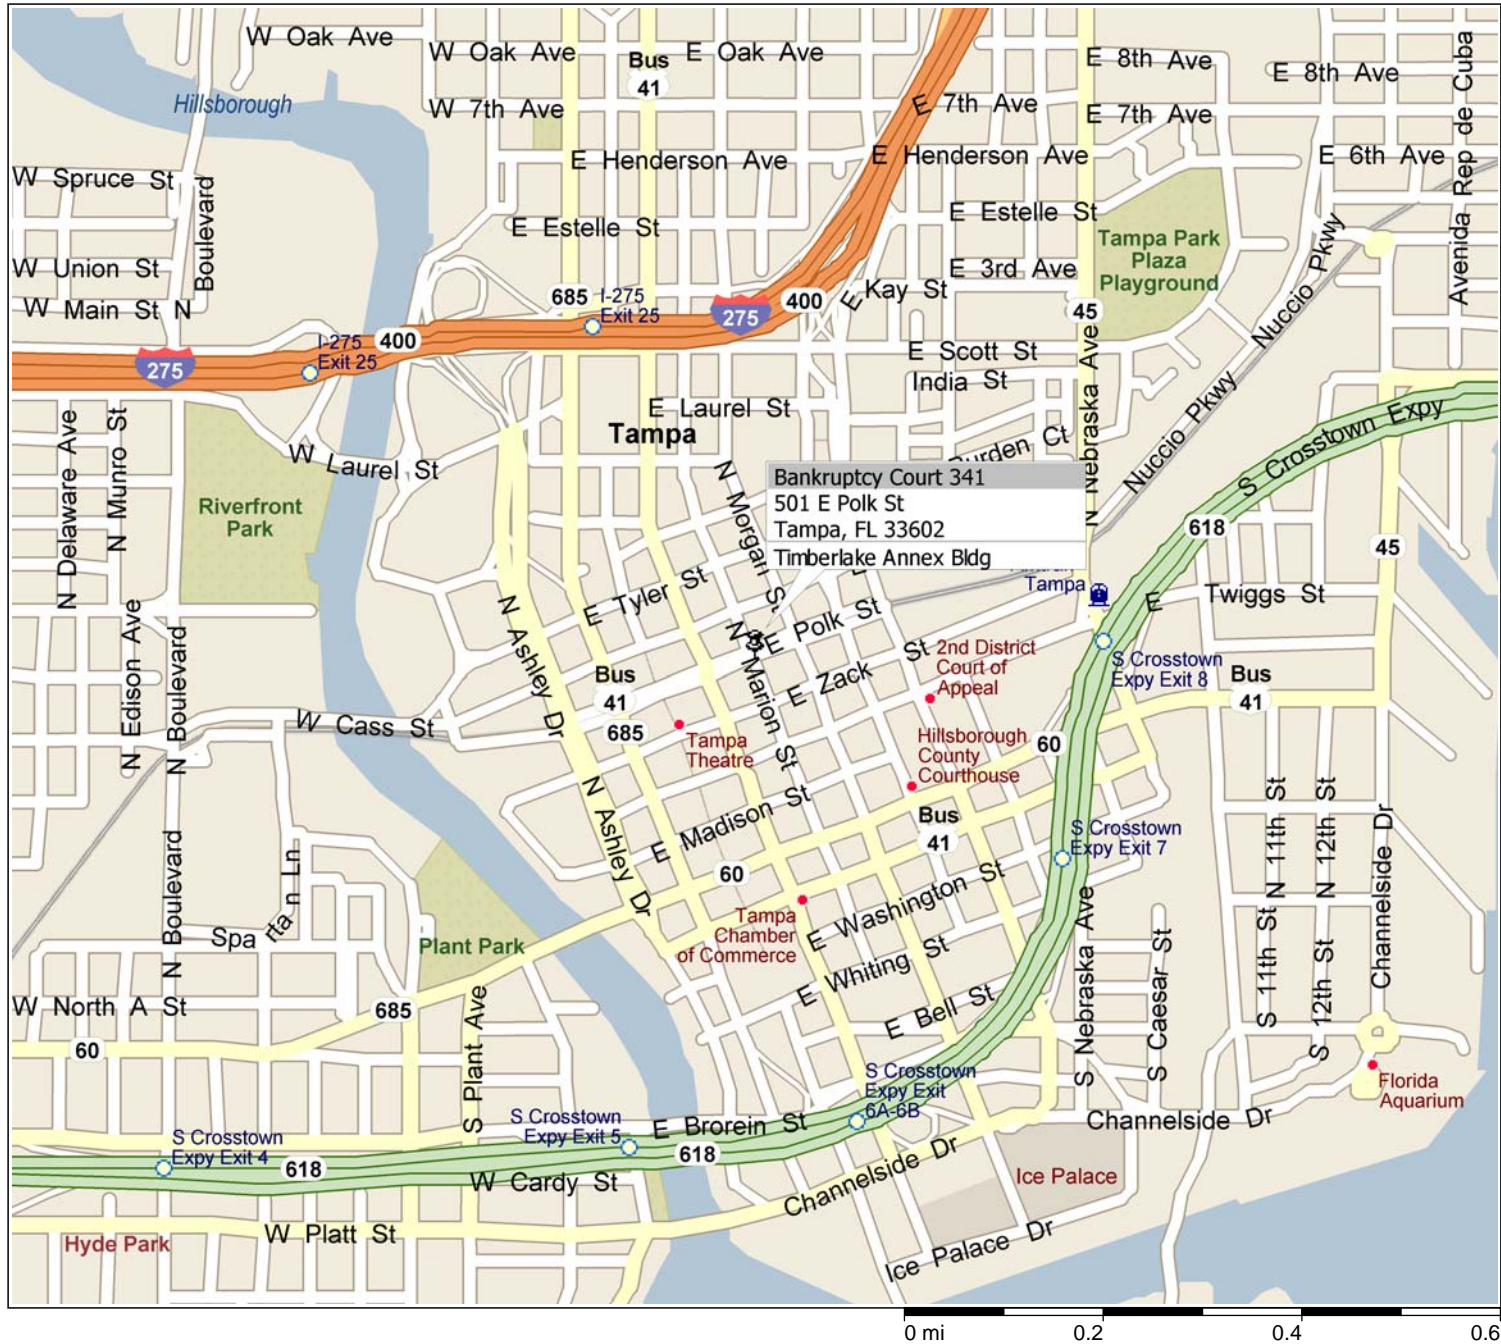 W Oak Ave
W Oak Ave
Bus
41
E Oak Ave
E 8th Ave
E 8th Ave
Avenida Rep de Cuba
Hillsborough
W 7th Ave
E 7th Ave
E 7th Ave
E Henderson Ave
E Henderson Ave
E 6th Ave
W Spruce St
Boulevard
N
E Estelle St
E Estelle St
Tampa Park
Plaza
Playground
W Union St
E 3rd Ave
Nuccio Pkwy
W Main St
685
I-275
Exit 25
275
400
E Kay St
45
I-275
Exit 25
400
275
E Scott St
India St
N Nebraska Ave
Nuccio Pkwy
S Crosstown Expy
N Delaware Ave
N Munro St
E Laurel St
Tampa
W Laurel St
Riverfront
Park
N Morgan St
Burden Ct
Bankruptcy Court 341
501 E Polk St
Tampa, FL 33602
Timberlake Annex Bldg
618
45
Tampa
E Twiggs St
E Tyler St
N Ashley Dr
N Edison Ave
N Boulevard
N Marion St
E Polk St
E Zack St
2nd District
Court of
Appeal
S Crosstown
Expy Exit 8
Bus
41
Bus
41
685
W Cass St
Tampa
Theatre
Hillsborough
County
Courthouse
60
N Ashley Dr
E Madison St
Bus
41
S Crosstown
Expy Exit 7
N 11th St
N 12th St
Channelside Dr
N Boulevard
Sparta n Ln
60
Tampa
Chamber
of Commerce
E Washington St
E Whiting St
Plant Park
S Nebraska Ave
S Caesar St
S 11th St
S 12th St
W North A St
685
S Plant Ave
E Bell St
60
S Crosstown
Expy Exit
6A-6B
Florida
Aquarium
S Crosstown
Expy Exit 5
E Brorein St
Channelside Dr
S Crosstown
Expy Exit 4
618
618
W Cardy St
Channelside Dr
Ice Palace
W Platt St
Hyde Park
Ice Palace Dr
0 mi
0.2
0.4
0.6